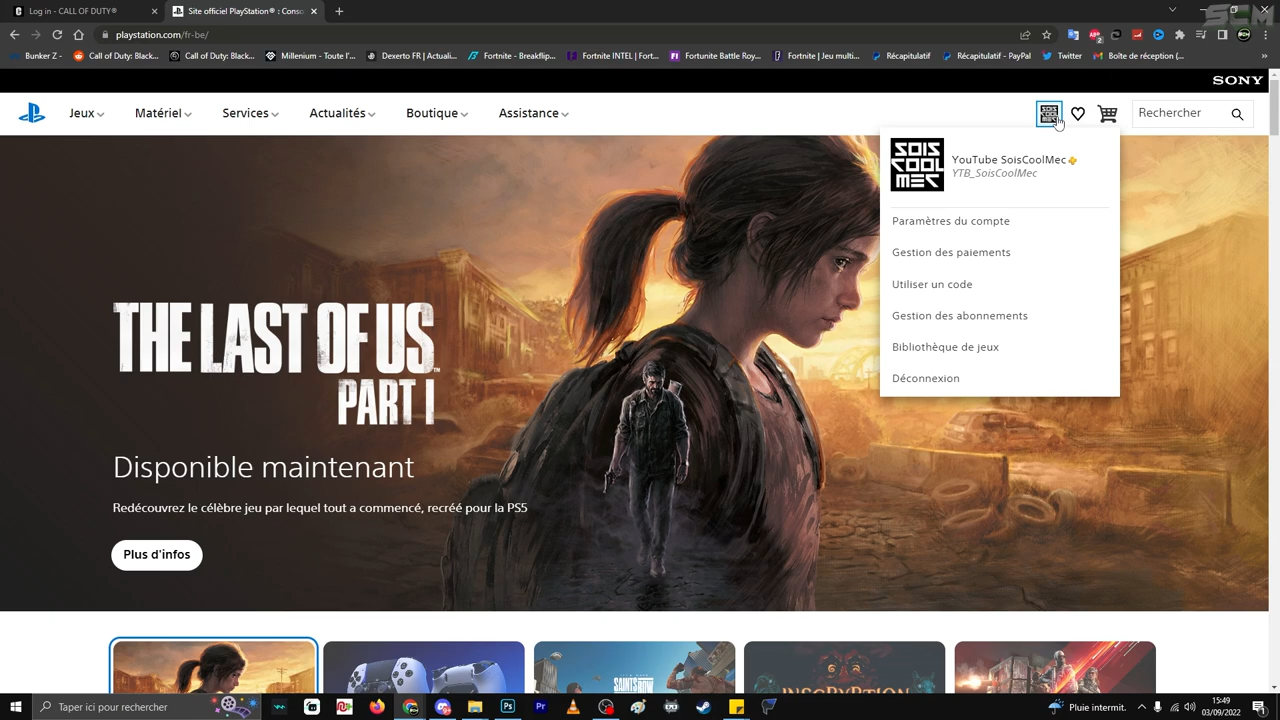 Log in - CALL OF DUTY®
Site officiel PlayStation® : Conso
SCM
playstation.com/fr-be/
Bunker Z -
Call of Duty: Black...
Call of Duty: Black...
Millenium - Toute l'...
Dexerto FR | Actuali...
Fortnite - Breakflip...
Fortnite INTEL | Fort...
Fortunite Battle Roy...
Fortnite | Jeu multi...
Récapitulatif
Récapitulatif - PayPal
Twitter
Boîte de réception (...
SONY
Jeux
Matériel
Services
Actualités
Boutique
Assistance
Rechercher
SOIS
COOL
MEC
YouTube SoisCoolMec
YTB_SoisCoolMec
Paramètres du compte
Gestion des paiements
Utiliser un code
Gestion des abonnements
Bibliothèque de jeux
Déconnexion
THE LAST OF US
PART I
Disponible maintenant
Redécouvrez le célèbre jeu par lequel tout a commencé, recréé pour la PS5
Plus d'infos
SAINTS ROW
INSCRYPTION
Taper ici pour rechercher
Pluie intermit.
15:49
03/09/2022